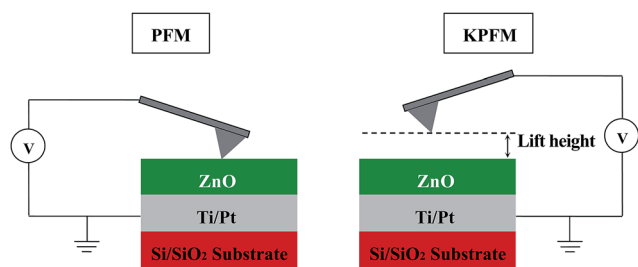 PFM
KPFM
V
V
Lift height
ZnO
ZnO
Ti/Pt
Ti/Pt
Si/SiO₂ Substrate
Si/SiO₂ Substrate